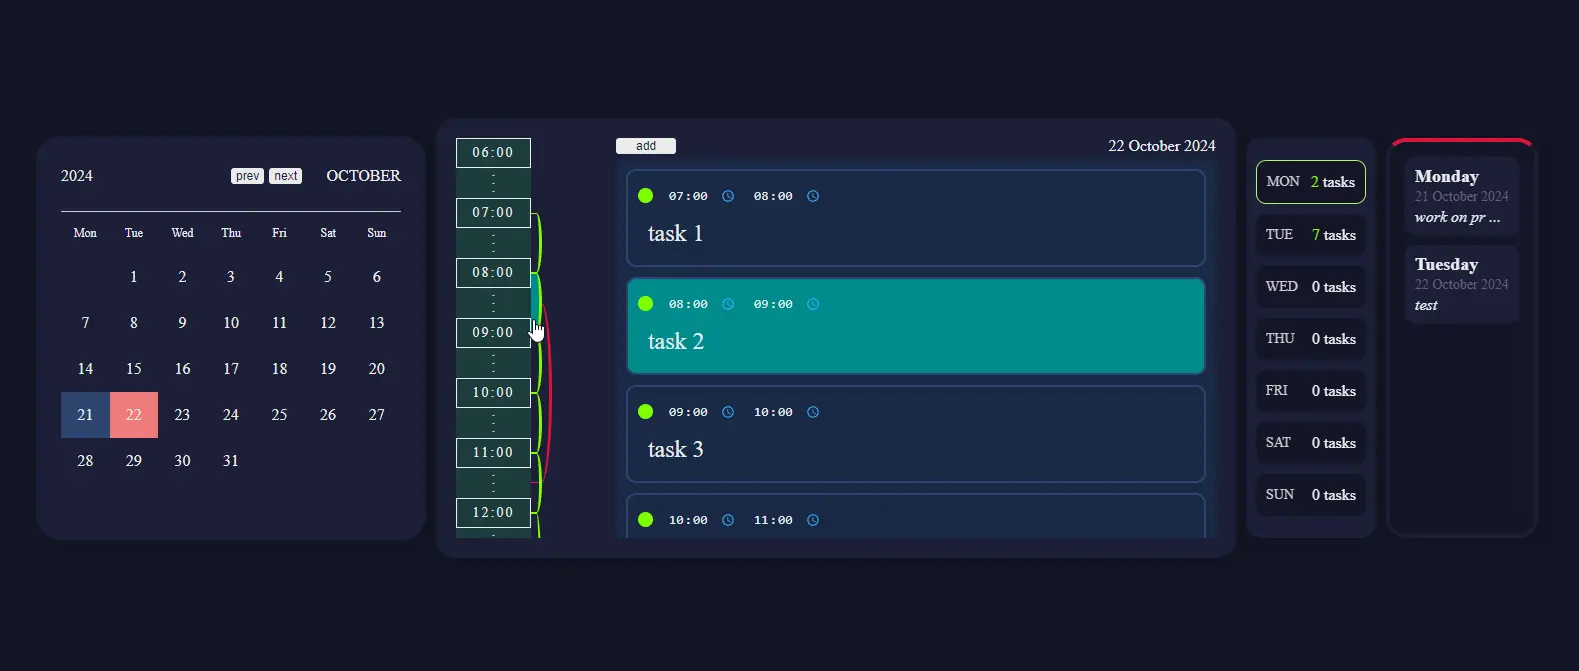 2024 prev next OCTOBER
Mon Tue Wed Thu Fri Sat Sun
1 2 3 4 5 6
7 8 9 10 11 12 13
14 15 16 17 18 19 20
21 22 23 24 25 26 27
28 29 30 31
06:00
07:00
08:00
09:00
10:00
11:00
12:00
add 22 October 2024
07:00 08:00
task 1
08:00 09:00
task 2
09:00 10:00
task 3
10:00 11:00
MON 2 tasks
TUE 7 tasks
WED 0 tasks
THU 0 tasks
FRI 0 tasks
SAT 0 tasks
SUN 0 tasks
Monday
21 October 2024
work on pr ...
Tuesday
22 October 2024
test